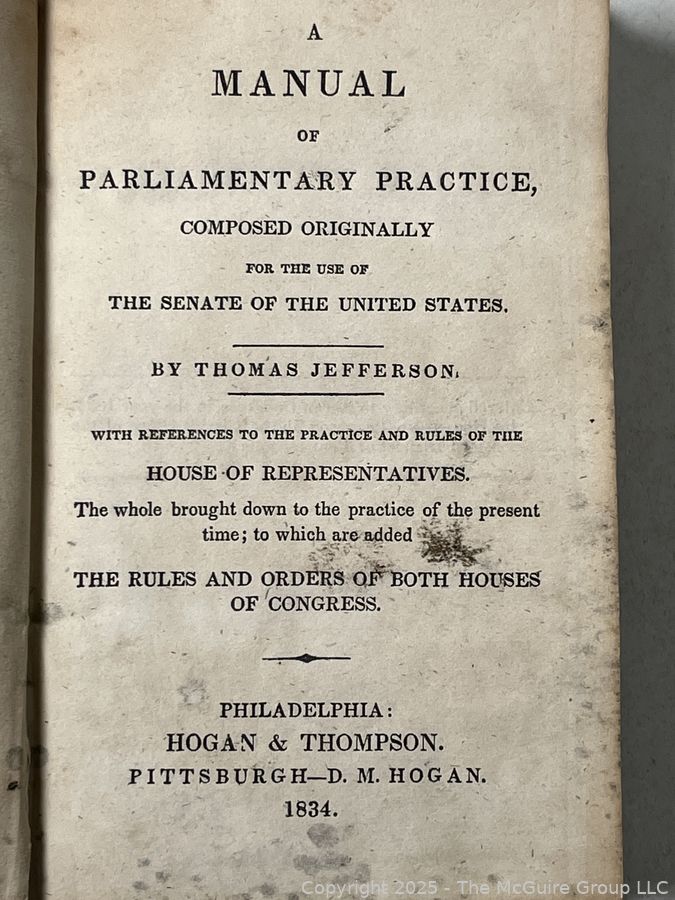 A
MANUAL
OF
PARLIAMENTARY PRACTICE,
COMPOSED ORIGINALLY
FOR THE USE OF
THE SENATE OF THE UNITED STATES.
BY THOMAS JEFFERSON.
WITH REFERENCES TO THE PRACTICE AND RULES OF THE
HOUSE OF REPRESENTATIVES.
The whole brought down to the practice of the present
time; to which are added
THE RULES AND ORDERS OF BOTH HOUSES
OF CONGRESS.
PHILADELPHIA:
HOGAN & THOMPSON.
PITTSBURGH—D. M. HOGAN.
1834.
Copyright 2025 - The McGuire Group LLC